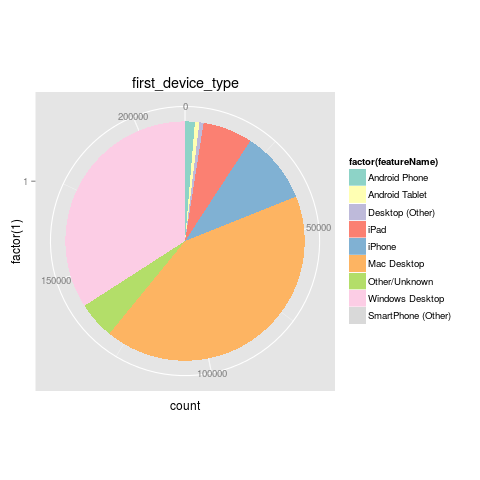 first_device_type
0
200000
50000
150000
100000
1
factor(1)
count
factor(featureName)
Android Phone
Android Tablet
Desktop (Other)
iPad
iPhone
Mac Desktop
Other/Unknown
Windows Desktop
SmartPhone (Other)